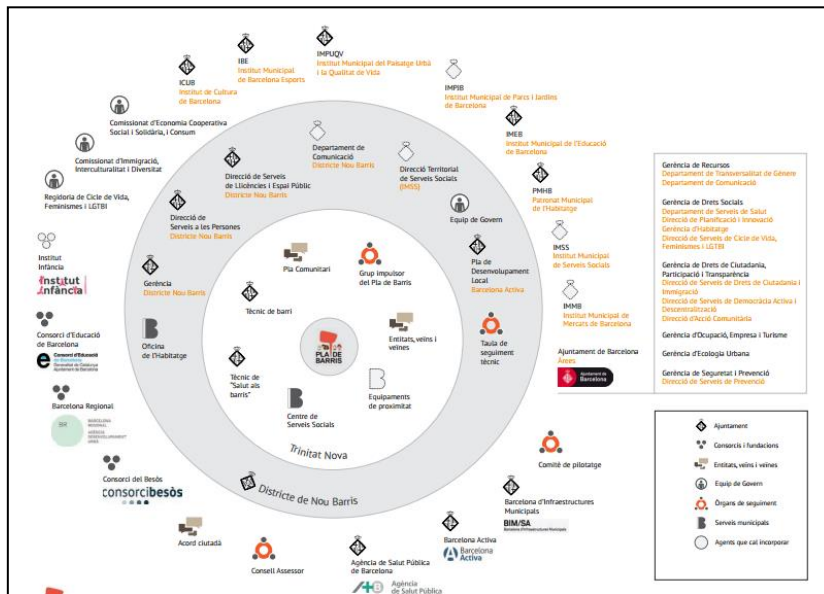 IMPUQV
Institut Municipal del Paisatge Urbà
i la Qualitat de Vida
IBE
Institut Municipal
de Barcelona Esports
ICUB
Institut de Cultura
de Barcelona
IMPJB
Institut Municipal de Parcs i Jardins
de Barcelona
IMEB
Institut Municipal de l'Educació
de Barcelona
PMHB
Patronat Municipal
de l'Habitatge
IMSS
Institut Municipal
de Serveis Socials
IMMB
Institut Municipal de
Mercats de Barcelona
Ajuntament de Barcelona
Àrees
Ajuntament de
Barcelona
Comissionat d'Economia Cooperativa
Social i Solidària, i Consum
Comissionat d'Immigració,
Interculturalitat i Diversitat
Regidoria de Cicle de Vida,
Feminismes i LGTBI
Institut
Infància
Institut
Infància
Consorci d'Educació
de Barcelona
Consorci d'Educació
de Barcelona
Generalitat de Catalunya
Ajuntament de Barcelona
Barcelona Regional
BR
BARCELONA
REGIONAL
Consorci del Besòs
consorcibesòs
Acord ciutadà
Consell Assessor
Agència de Salut Pública
de Barcelona
Agència
de Salut Pública
Barcelona Activa
Barcelona
Activa
Barcelona d'Infraestructures
Municipals
BIM/SA
Comitè de pilotatge
Departament de
Comunicació
Districte Nou Barris
Direcció Territorial
de Serveis Socials
(IMSS)
Direcció de Serveis
de Llicències i Espai Públic
Districte Nou Barris
Equip de Govern
Direcció de
Serveis a les Persones
Districte Nou Barris
Pla de
Desenvolupament
Local
Barcelona Activa
Gerència
Districte Nou Barris
Oficina
de l'Habitatge
Taula de
seguiment
tècnic
Districte de Nou Barris
Pla Comunitari
Grup impulsor
del Pla de Barris
Tècnic de barri
Entitats, veïns i
veïnes
PLA DE
BARRIS
Tècnic de
"Salut als
barris"
Equipaments
de proximitat
Centre de
Serveis Socials
Trinitat Nova
Gerència de Recursos
Departament de Transversalitat de Gènere
Departament de Comunicació
Gerència de Drets Socials
Departament de Serveis de Salut
Direcció de Planificació i Innovació
Gerència d'Habitatge
Direcció de Serveis de Cicle de Vida,
Feminismes i LGTBI
Gerència de Drets de Ciutadania,
Participació i Transparència
Direcció de Serveis de Drets de Ciutadania i
Immigració
Direcció de Serveis de Democràcia Activa i
Descentralització
Direcció d'Acció Comunitària
Gerència d'Ocupació, Empresa i Turisme
Gerència d'Ecologia Urbana
Gerència de Seguretat i Prevenció
Direcció de Serveis de Prevenció
Ajuntament
Consorcis i fundacions
Entitats, veïns i veïnes
Equip de Govern
Òrgans de seguiment
Serveis municipals
Agents que cal incorporar